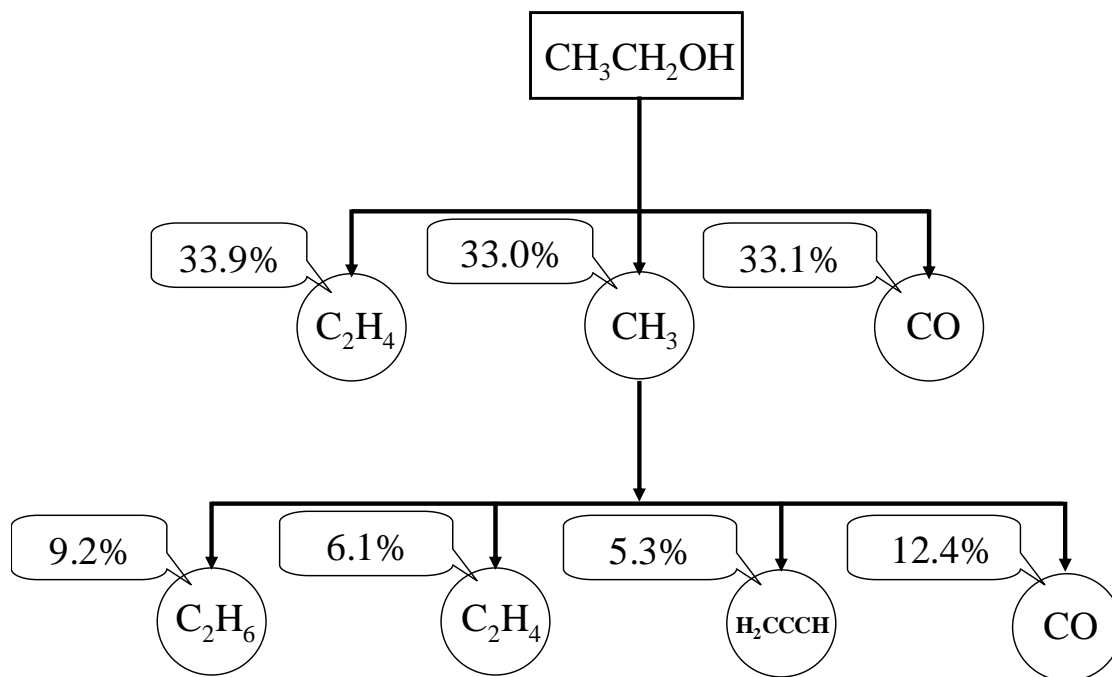 CH₃CH₂OH
33.9%
33.0%
33.1%
C₂H₄
CH₃
CO
9.2%
6.1%
5.3%
12.4%
C₂H₆
C₂H₄
H₂CCCH
CO